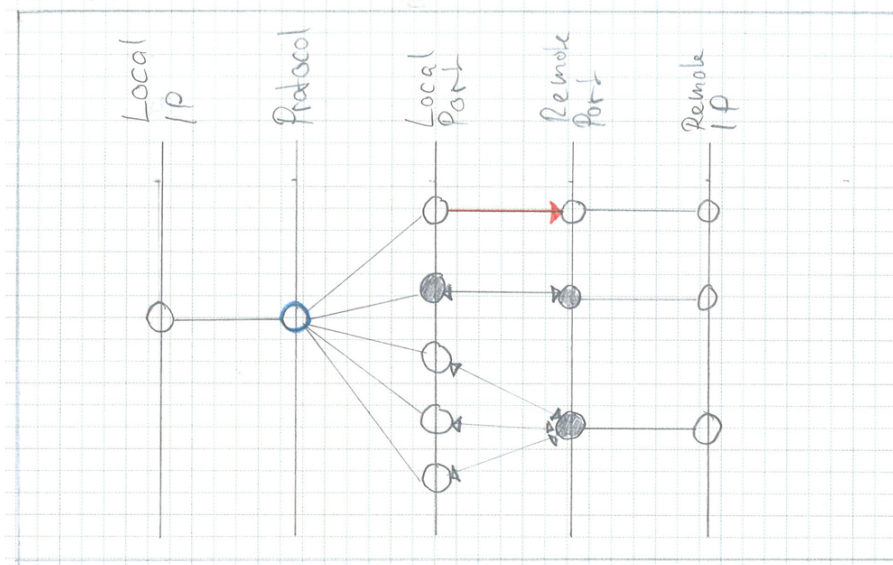 Local
IP
Protocol
Local
Port
Remote
Port
Remote
IP